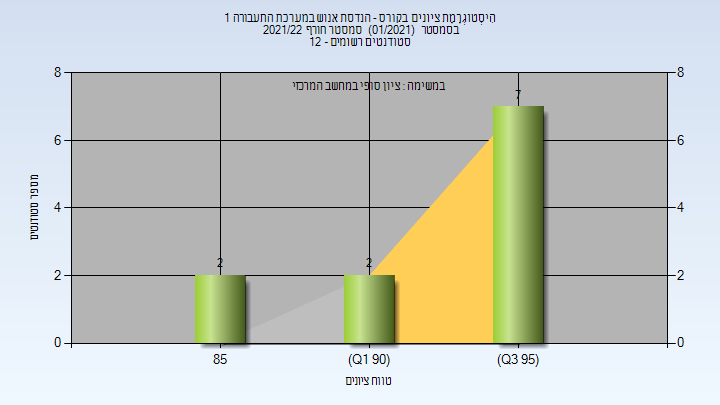 הִיסְטוֹגְרָמַת ציונים בקורס - הנדסת אנוש במערכת התעבורה 1
בסמסטר (01/2021) סמסטר חורף 2021/22
סטודנטים רשומים - 12
במשימה : ציון סופי במחשב המרכזי
8
6
4
2
0
8
6
4
2
0
2
2
7
מספר סטודנטים
85
(Q1 90)
(Q3 95)
טווח ציונים